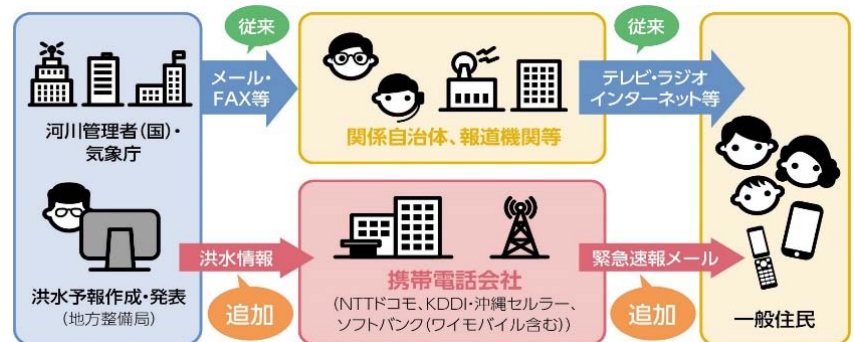 従来
従来
メール・
FAX等
テレビ・ラジオ
インターネット等
河川管理者(国)・
気象庁
関係自治体、報道機関等
洪水予報作成・発表
(地方整備局)
洪水情報
追加
携帯電話会社
(NTTドコモ、KDDI・沖縄セルラー、
ソフトバンク(ワイモバイル含む))
緊急速報メール
追加
一般住民